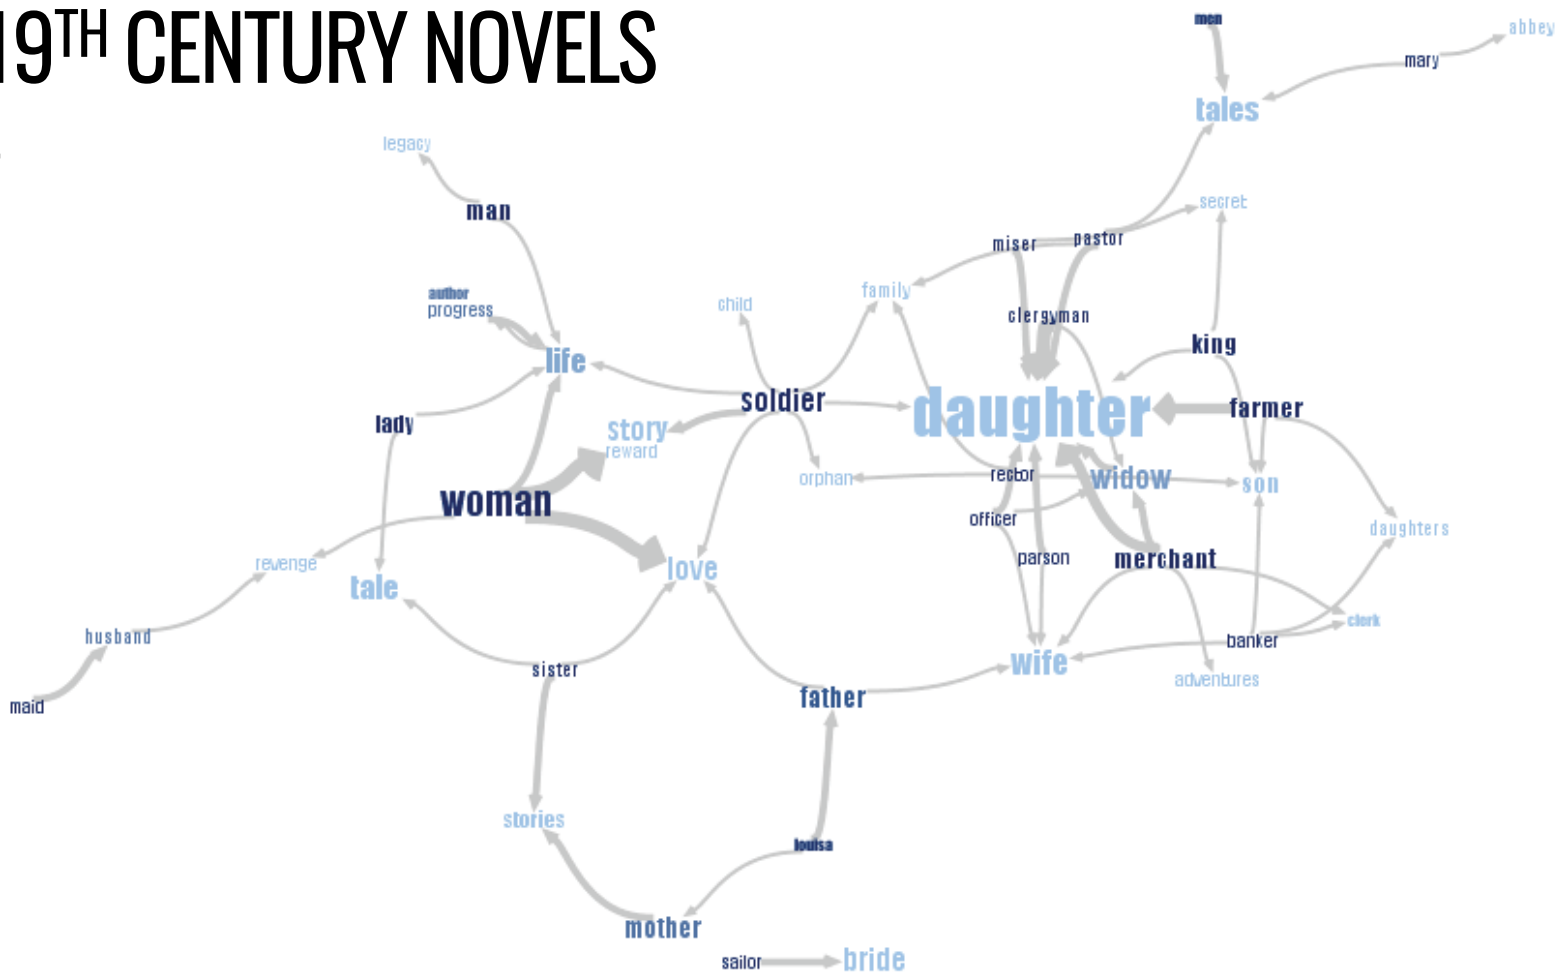 19TH CENTURY NOVELS
men
abbey
mary
tales
legacy
secret
man
pastor
miser
author
family
child
progress
clergyman
king
life
soldier
daughter
farmer
lady
story
reward
rector
widow
orphan
son
woman
officer
daughters
parson
merchant
revenge
love
tale
clerk
husband
banker
wife
sister
adventures
father
maid
stories
louisa
mother
sailor
bride